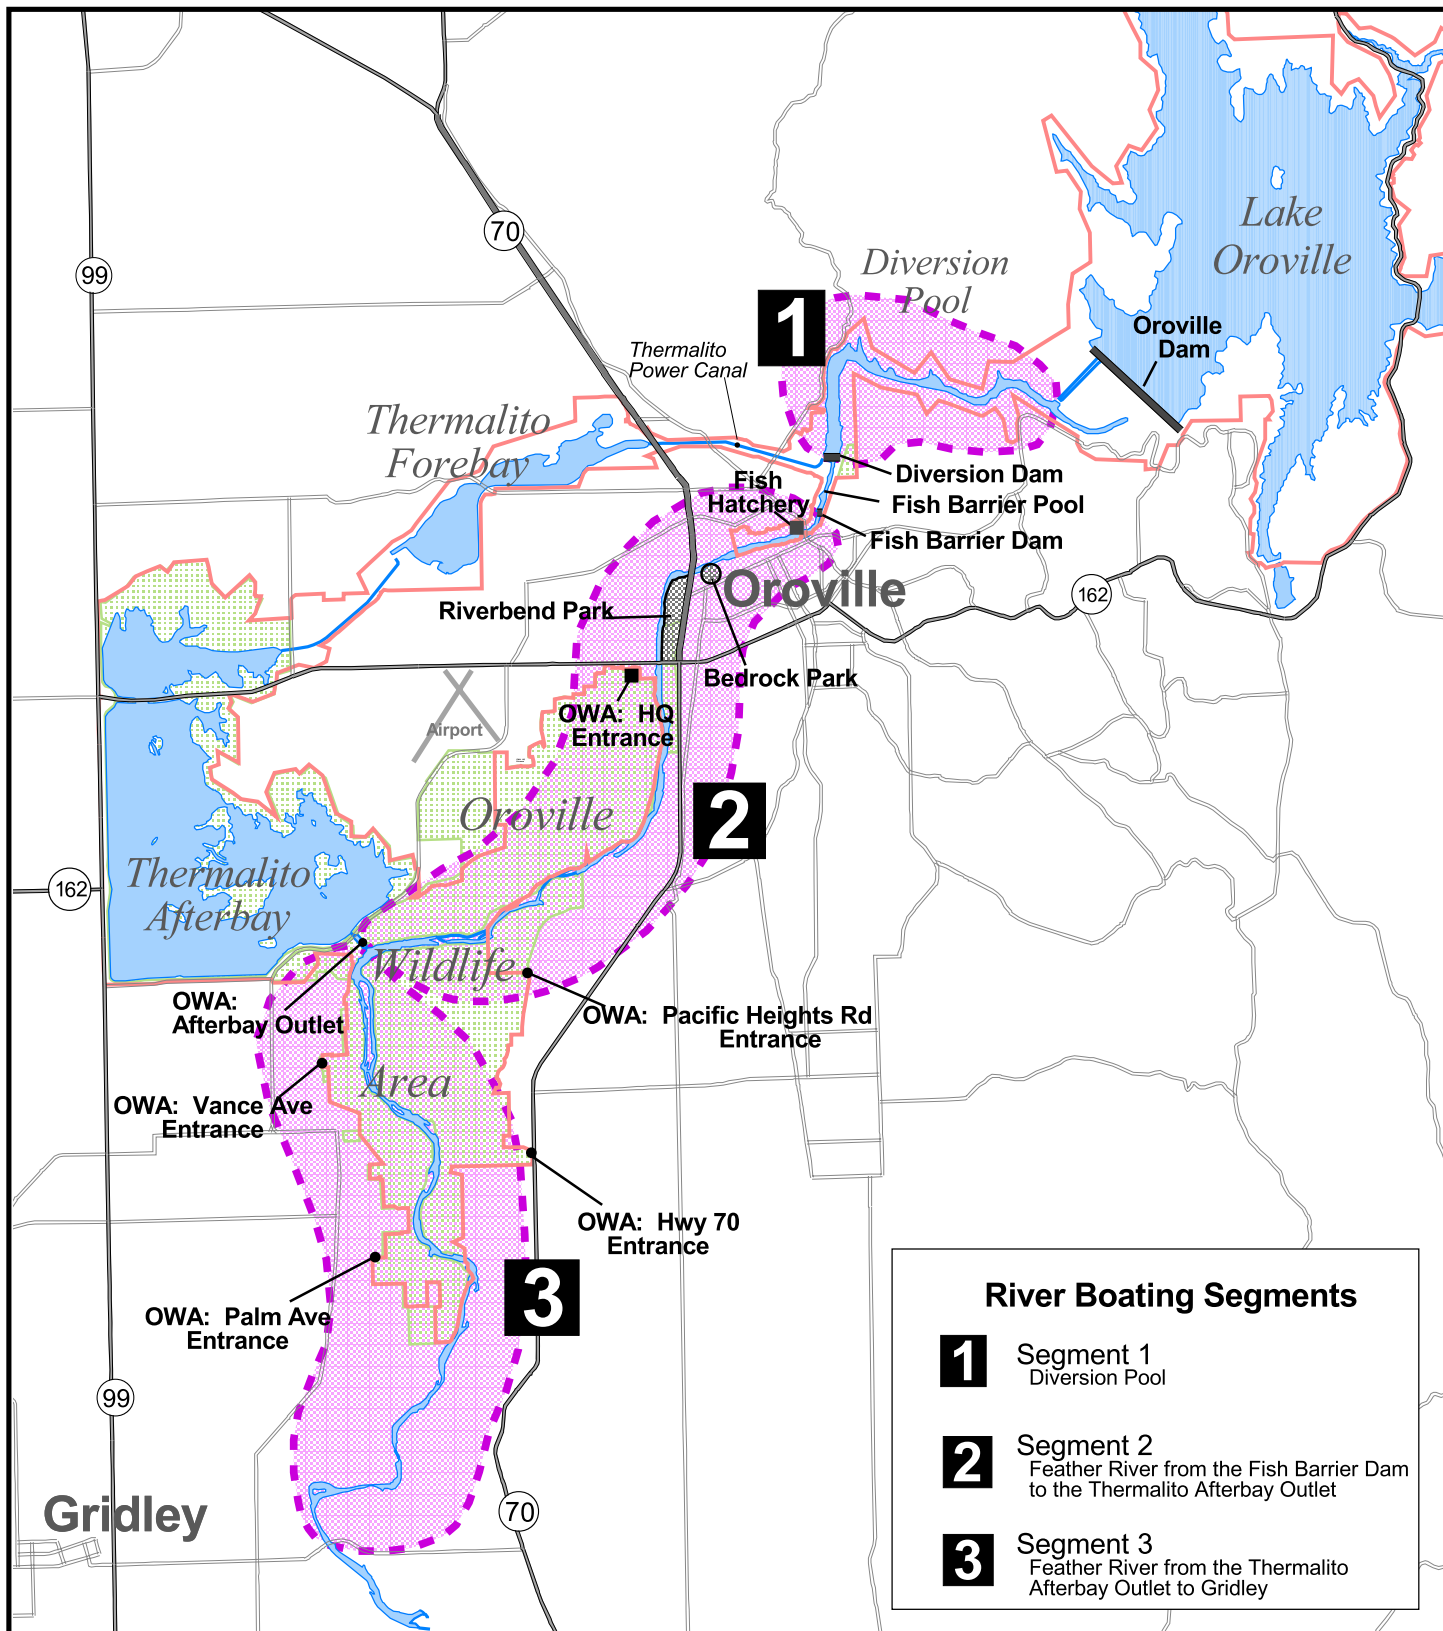 70
99
Lake
Oroville
Diversion
Pool
1
Oroville
Dam
Thermalito
Power Canal
Thermalito
Forebay
Diversion Dam
Fish
Hatchery
Fish Barrier Pool
Fish Barrier Dam
Oroville
162
Riverbend Park
Bedrock Park
OWA: HQ
Entrance
Airport
Oroville
2
Thermalito
Afterbay
162
Wildlife
OWA:
Afterbay Outlet
OWA: Pacific Heights Rd
Entrance
Area
OWA: Vance Ave
Entrance
OWA: Hwy 70
Entrance
3
OWA: Palm Ave
Entrance
99
Gridley
70
River Boating Segments
1
Segment 1
Diversion Pool
2
Segment 2
Feather River from the Fish Barrier Dam
to the Thermalito Afterbay Outlet
3
Segment 3
Feather River from the Thermalito
Afterbay Outlet to Gridley